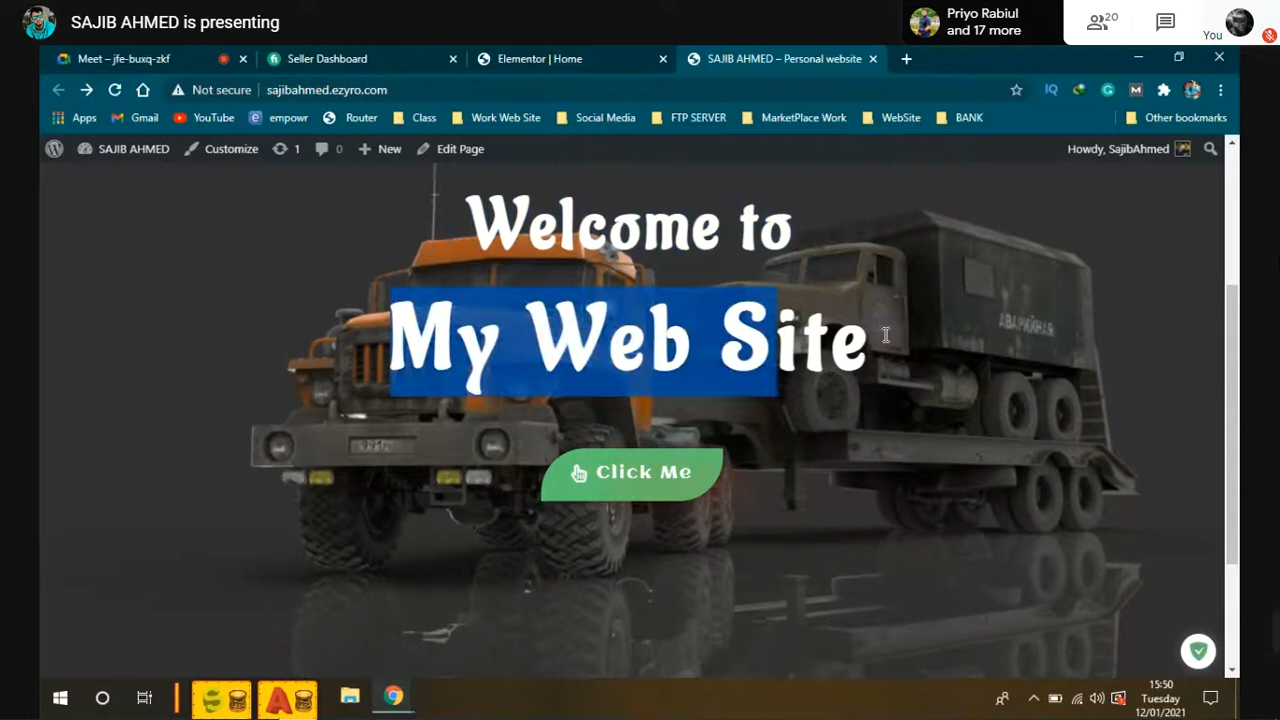 SAJIB AHMED is presenting
Priyo Rabiul
and 17 more
20
You
Meet – jfe-buxq-zkf
Seller Dashboard
Elementor | Home
SAJIB AHMED – Personal website
Not secure
sajibahmed.ezyro.com
Apps
Gmail
YouTube
empowr
Router
Class
Work Web Site
Social Media
FTP SERVER
MarketPlace Work
WebSite
BANK
Other bookmarks
SAJIB AHMED
Customize
1
0
New
Edit Page
Howdy, SajibAhmed
Welcome to
My Web Site
АВАРИЙНАЯ
Click Me
15:50
Tuesday
12/01/2021